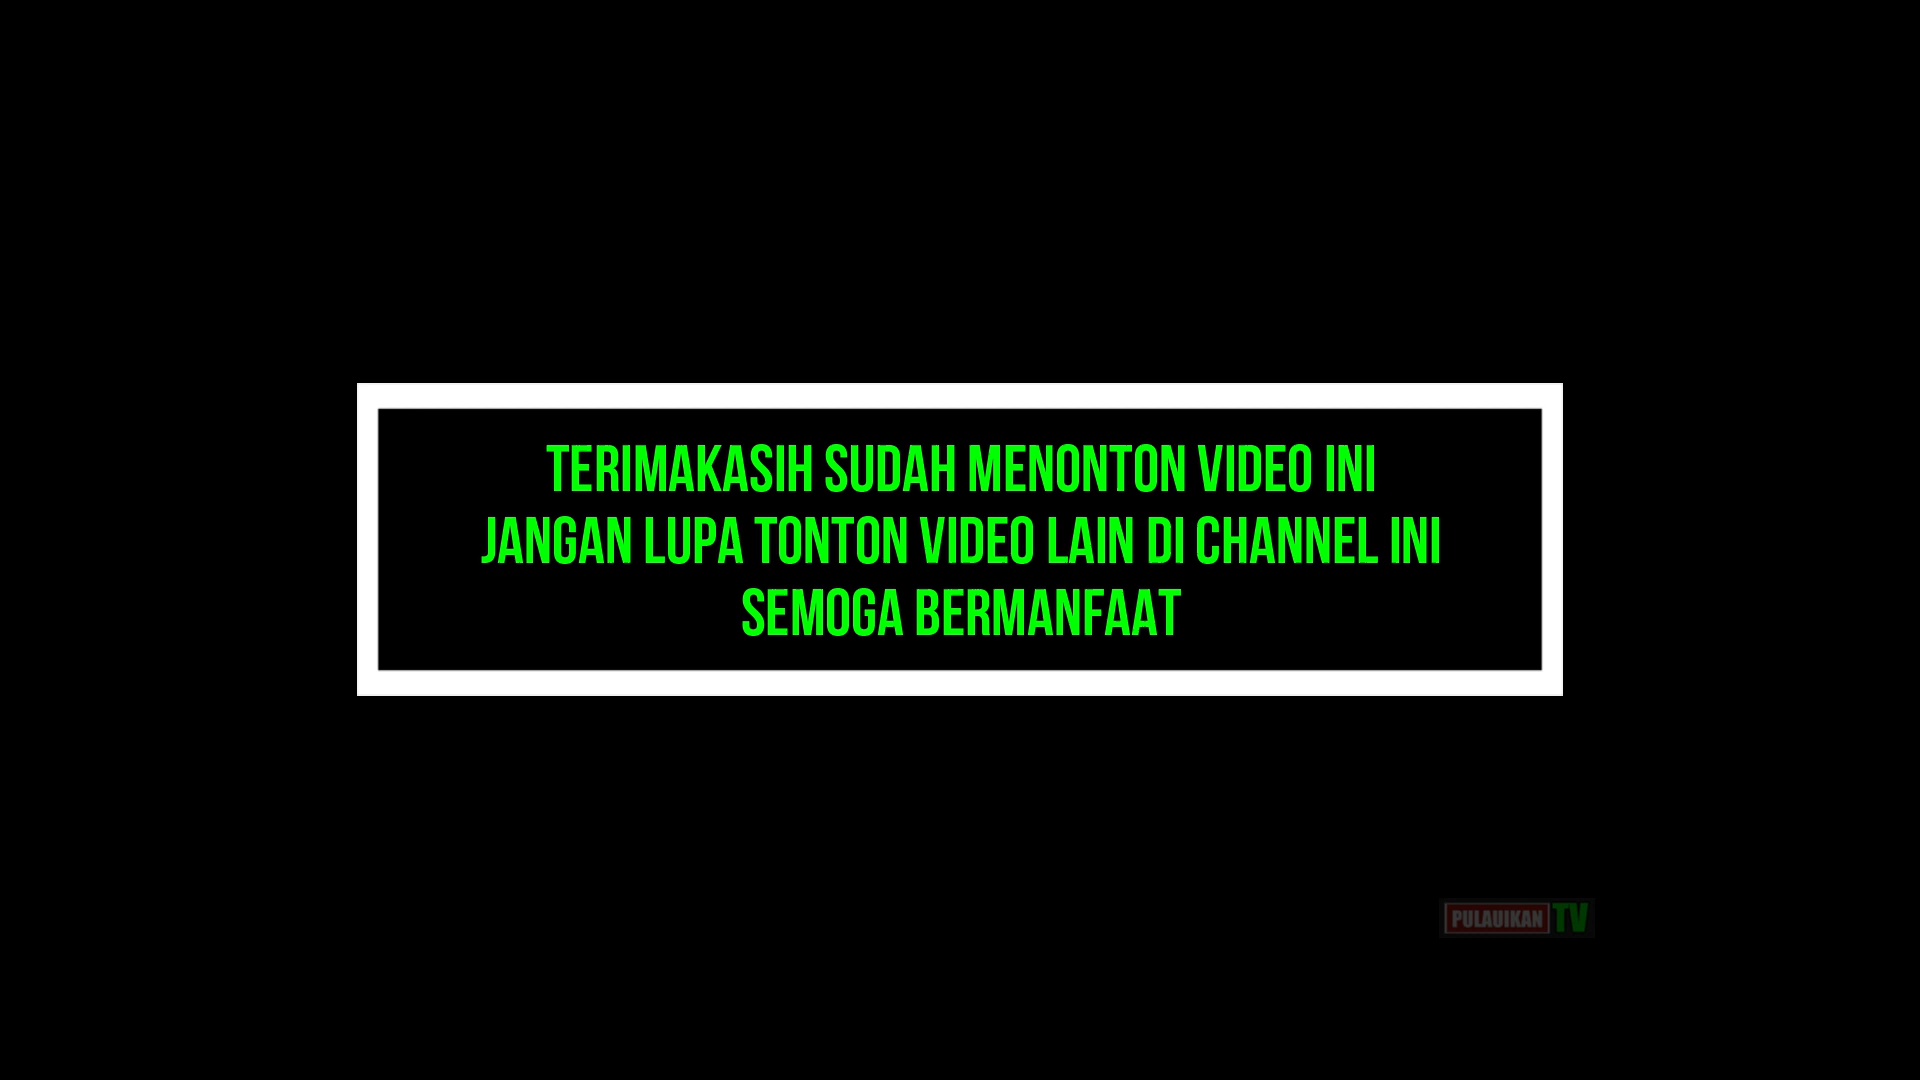 TERIMAKASIH SUDAH MENONTON VIDEO INI
JANGAN LUPA TONTON VIDEO LAIN DI CHANNEL INI
SEMOGA BERMANFAAT
PULAUIKAN TV